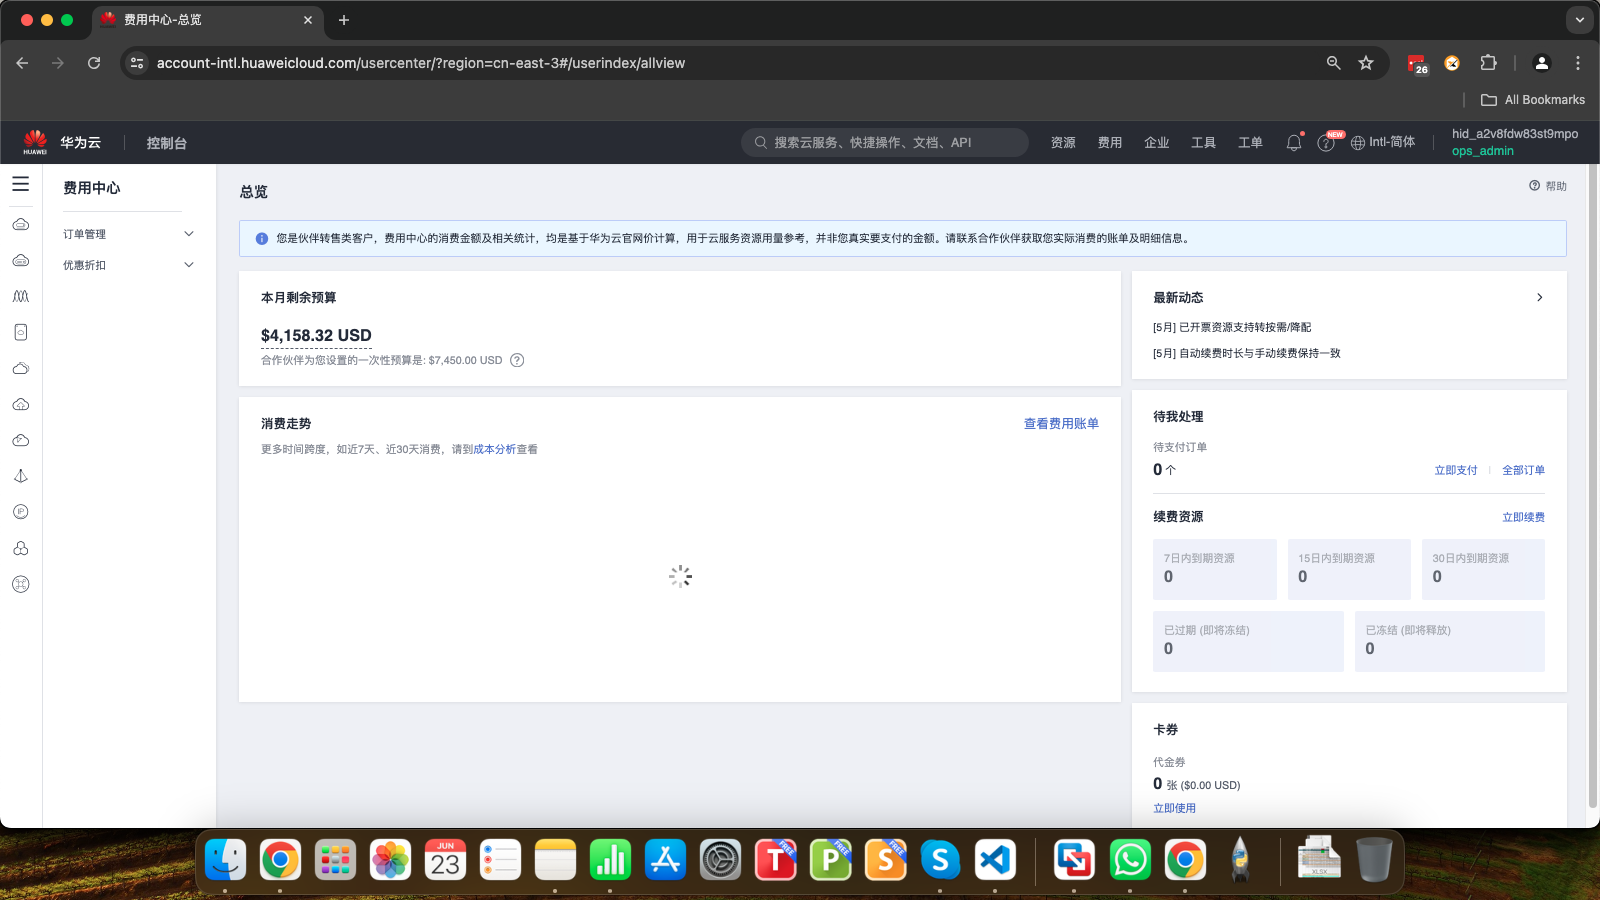 费用中心-总览
account-intl.huaweicloud.com/usercenter/?region=cn-east-3#/userindex/allview
26
All Bookmarks
HUAWEI
华为云
控制台
搜索云服务、快捷操作、文档、API
资源
费用
企业
工具
工单
NEW
Intl-简体
hid_a2v8fdw83st9mpo
ops_admin
费用中心
订单管理
优惠折扣
总览
帮助
您是伙伴转售类客户，费用中心的消费金额及相关统计，均是基于华为云官网价计算，用于云服务资源用量参考，并非您真实要支付的金额。请联系合作伙伴获取您实际消费的账单及明细信息。
本月剩余预算
$4,158.32 USD
合作伙伴为您设置的一次性预算是: $7,450.00 USD
消费走势
查看费用账单
更多时间跨度，如近7天、近30天消费，请到成本分析查看
最新动态
[5月] 已开票资源支持转按需/降配
[5月] 自动续费时长与手动续费保持一致
待我处理
待支付订单
0 个
立即支付
全部订单
续费资源
立即续费
7日内到期资源
0
15日内到期资源
0
30日内到期资源
0
已过期 (即将冻结)
0
已冻结 (即将释放)
0
卡券
代金券
0 张 ($0.00 USD)
立即使用
IP
JUN
23
T
FREE
P
FREE
S
FREE
S
XLSX